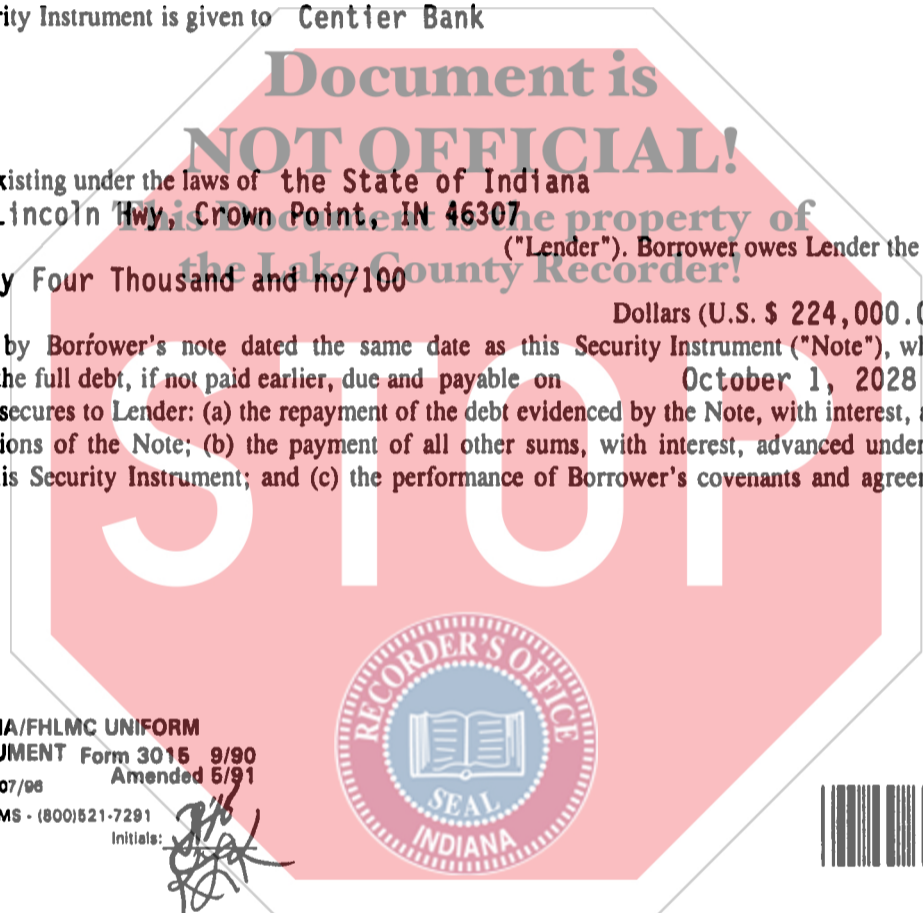 rity Instrument is given to Centier Bank
Document is
NOT OFFICIAL!
xisting under the laws of the State of Indiana
Lincoln Hwy, Crown Point, IN 46307
This Document is the property of
("Lender"). Borrower owes Lender the
y Four Thousand and no/100
the Lake County Recorder!
Dollars (U.S. $ 224,000.0
by Borrower's note dated the same date as this Security Instrument ("Note"), wh
he full debt, if not paid earlier, due and payable on October 1, 2028
secures to Lender: (a) the repayment of the debt evidenced by the Note, with interest, a
ions of the Note; (b) the payment of all other sums, with interest, advanced under
is Security Instrument; and (c) the performance of Borrower's covenants and agreem
STOP
RECORDER'S OFFICE
SEAL
INDIANA
IA/FHLMC UNIFORM
UMENT Form 3015 9/90
Amended 5/91
07/96
MS - (800)521-7291
Initials: